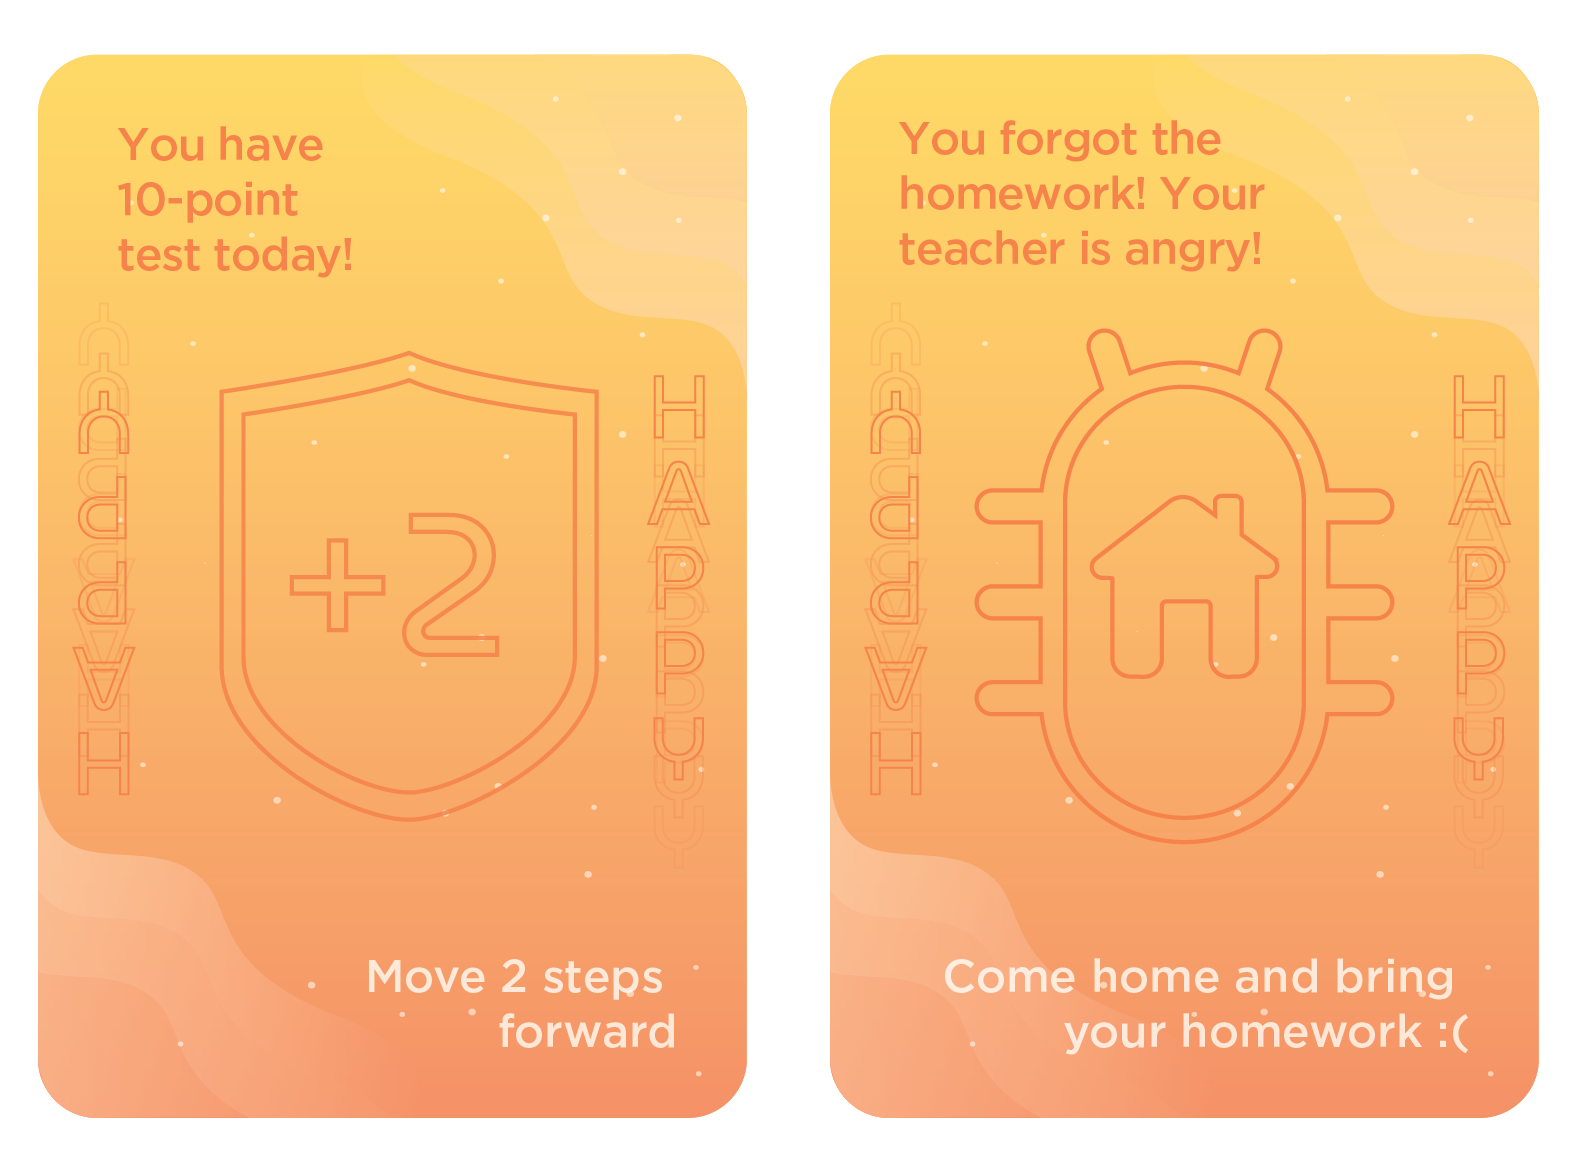 You have
10-point
test today!
HAPPY
+2
HAPPY
Move 2 steps
forward
You forgot the
homework! Your
teacher is angry!
HAPPY
HAPPY
Come home and bring
your homework :(